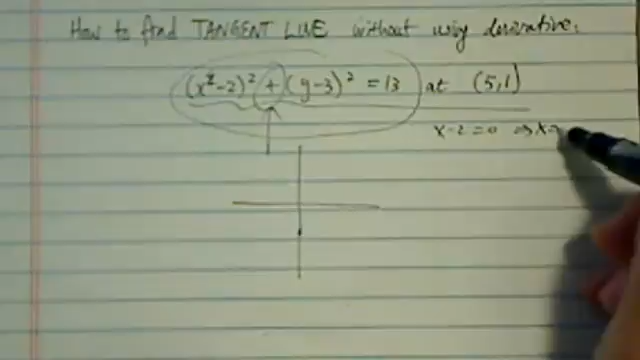 How to find TANGENT LINE without using derivative.
(x²-2)² + (y-3)² = 13 at (5,1)
x-2=0 ⇒ x=